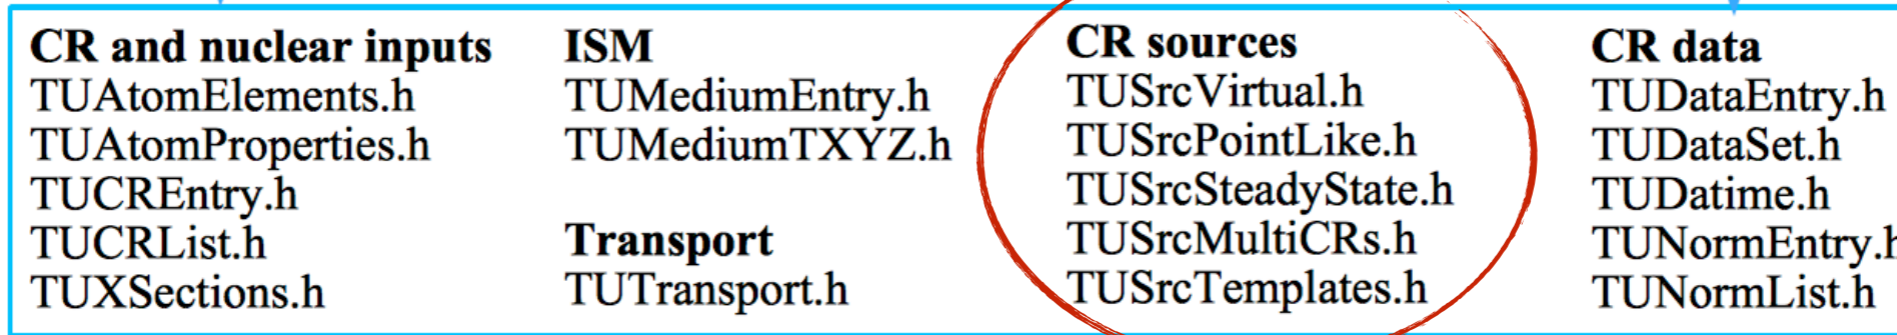 CR and nuclear inputs
TUAtomElements.h
TUAtomProperties.h
TUCREntry.h
TUCRList.h
TUXSections.h
ISM
TUMediumEntry.h
TUMediumTXYZ.h
Transport
TUTransport.h
CR sources
TUSrcVirtual.h
TUSrcPointLike.h
TUSrcSteadyState.h
TUSrcMultiCRs.h
TUSrcTemplates.h
CR data
TUDataEntry.h
TUDataSet.h
TUDatime.h
TUNormEntry.h
TUNormList.h